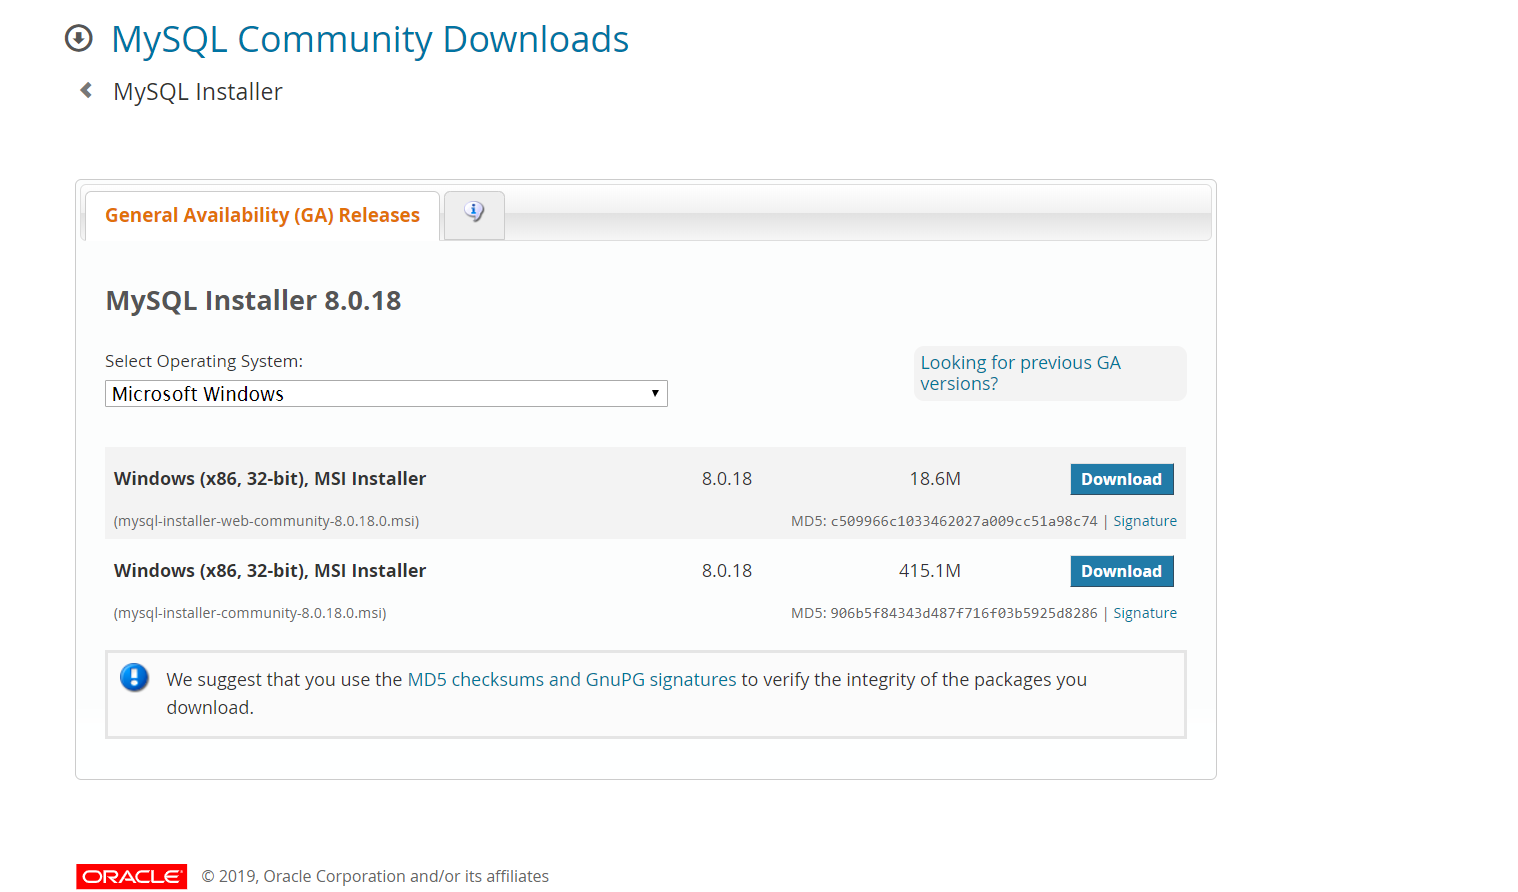 MySQL Community Downloads
MySQL Installer
General Availability (GA) Releases
MySQL Installer 8.0.18
Select Operating System:
Looking for previous GA
versions?
Microsoft Windows
Windows (x86, 32-bit), MSI Installer 8.0.18 18.6M Download
(mysql-installer-web-community-8.0.18.0.msi) MD5: c509966c1033462027a009cc51a98c74 | Signature
Windows (x86, 32-bit), MSI Installer 8.0.18 415.1M Download
(mysql-installer-community-8.0.18.0.msi) MD5: 906b5f84343d487f716f03b5925d8286 | Signature
We suggest that you use the MD5 checksums and GnuPG signatures to verify the integrity of the packages you
download.
ORACLE © 2019, Oracle Corporation and/or its affiliates